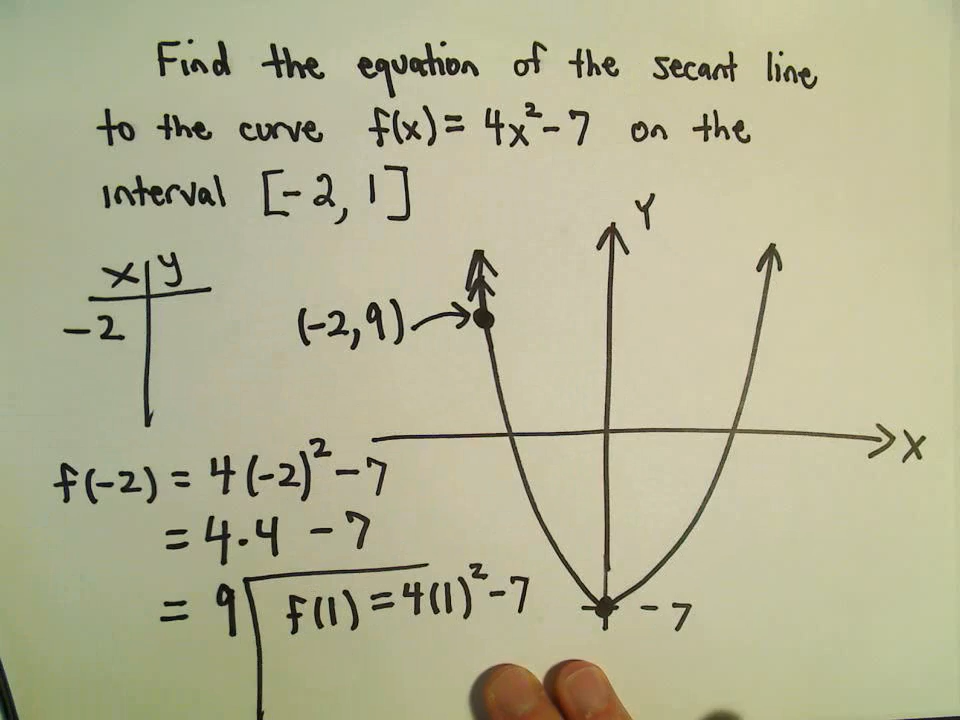 Find the equation of the secant line
to the curve f(x) = 4x² - 7 on the
interval [-2, 1]
Y
x y
-2
(-2, 9)
X
f(-2) = 4(-2)² - 7
= 4·4 - 7
= 9
f(1) = 4(1)² - 7
-7